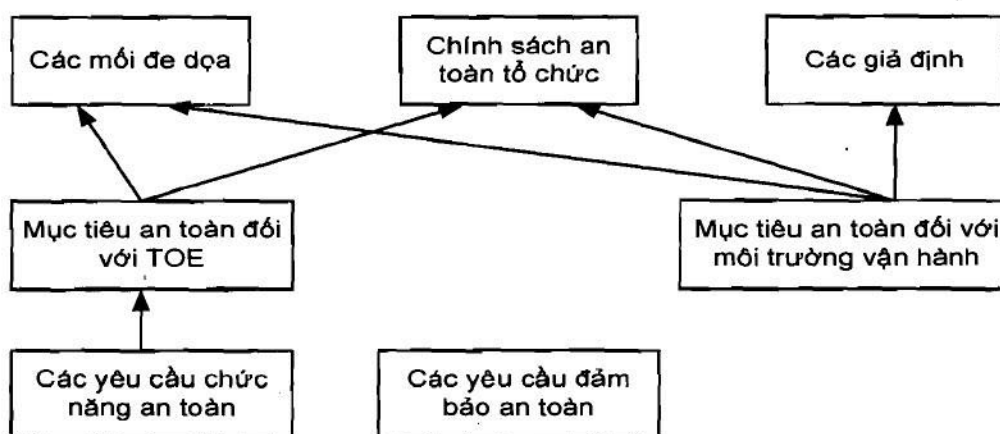 Các mối đe dọa
Chính sách an
toàn tổ chức
Các giả định
Mục tiêu an toàn đối
với TOE
Mục tiêu an toàn đối với
môi trường vận hành
Các yêu cầu chức
năng an toàn
Các yêu cầu đảm
bảo an toàn